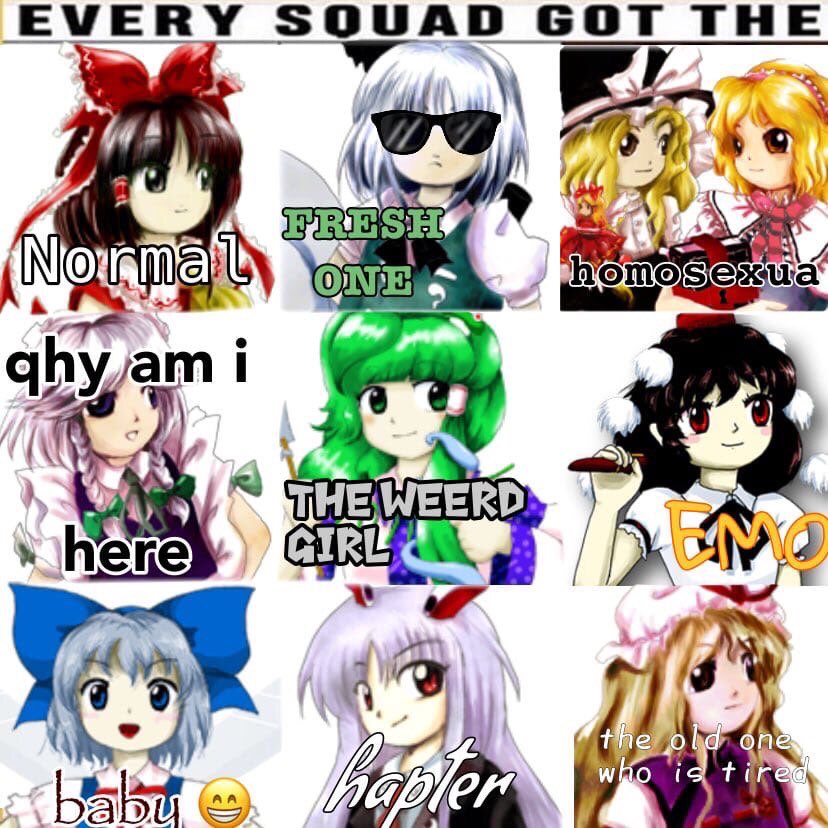 EVERY SQUAD GOT THE
Normal
FRESH
ONE
homosexua
qhy am i
here
THE WEERD
GIRL
EMO
baby 😁
hapter
the old one
who is tired